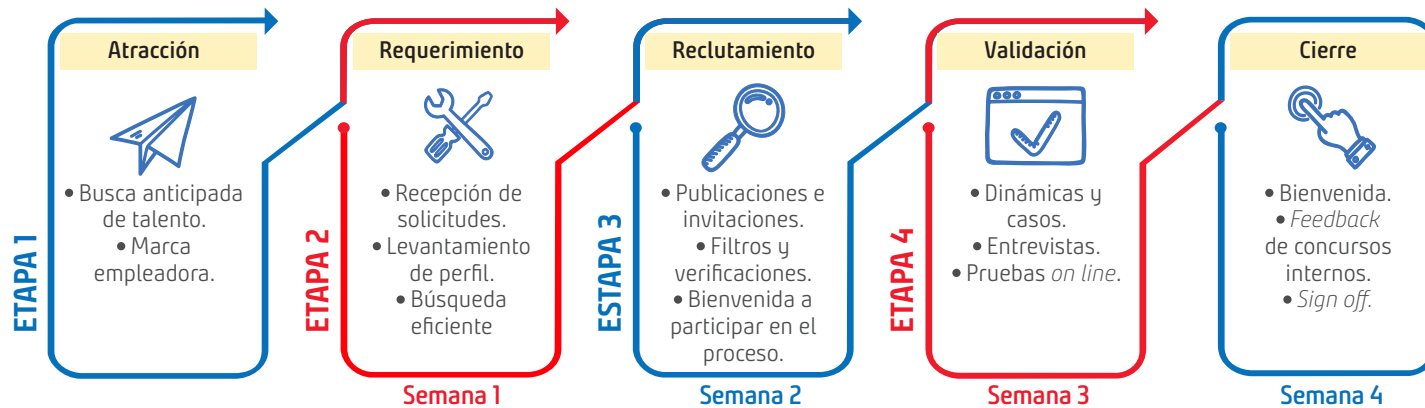 ETAPA 1
Atracción
• Busca anticipada
de talento.
• Marca
empleadora.
ETAPA 2
Requerimiento
• Recepción de
solicitudes.
• Levantamiento
de perfil.
• Búsqueda
eficiente
Semana 1
ESTAPA 3
Reclutamiento
• Publicaciones e
invitaciones.
• Filtros y
verificaciones.
• Bienvenida a
participar en el
proceso.
Semana 2
ETAPA 4
Validación
• Dinámicas y
casos.
• Entrevistas.
• Pruebas on line.
Semana 3
Cierre
• Bienvenida.
• Feedback
de concursos
internos.
• Sign off.
Semana 4